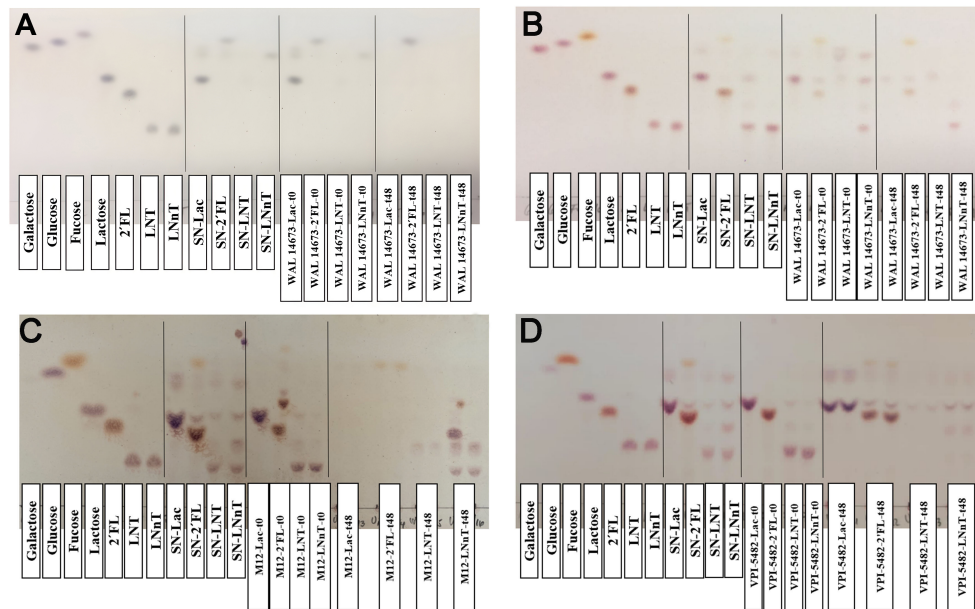 A
Galactose
Glucose
Fucose
Lactose
2´FL
LNT
LNnT
SN-Lac
SN-2´FL
SN-LNT
SN-LNnT
WAL 14673-Lac-t0
WAL 14673-2´FL-t0
WAL 14673-LNT-t0
WAL 14673-LNnT-t0
WAL 14673-Lac-t48
WAL 14673-2´FL-t48
WAL 14673-LNT-t48
WAL 14673-LNnT-t48
B
Galactose
Glucose
Fucose
Lactose
2´FL
LNT
LNnT
SN-Lac
SN-2´FL
SN-LNT
SN-LNnT
WAL 14673-Lac-t0
WAL 14673-2´FL-t0
WAL 14673-LNT-t0
WAL 14673-LNnT-t0
WAL 14673-Lac-t48
WAL 14673-2´FL-t48
WAL 14673-LNT-t48
WAL 14673-LNnT-t48
C
Galactose
Glucose
Fucose
Lactose
2´FL
LNT
LNnT
SN-Lac
SN-2´FL
SN-LNT
SN-LNnT
M12-Lac-t0
M12-2´FL-t0
M12-LNT-t0
M12-LNnT-t0
M12-Lac-t48
M12-2´FL-t48
M12-LNT-t48
M12-LNnT-t48
D
Galactose
Glucose
Fucose
Lactose
2´FL
LNT
LNnT
SN-Lac
SN-2´FL
SN-LNT
SN-LNnT
VPI-5482-Lac-t0
VPI-5482-2´FL-t0
VPI-5482-LNT-t0
VPI-5482-LNnT-t0
VPI-5482-Lac-t48
VPI-5482-2´FL-t48
VPI-5482-LNT-t48
VPI-5482-LNnT-t48